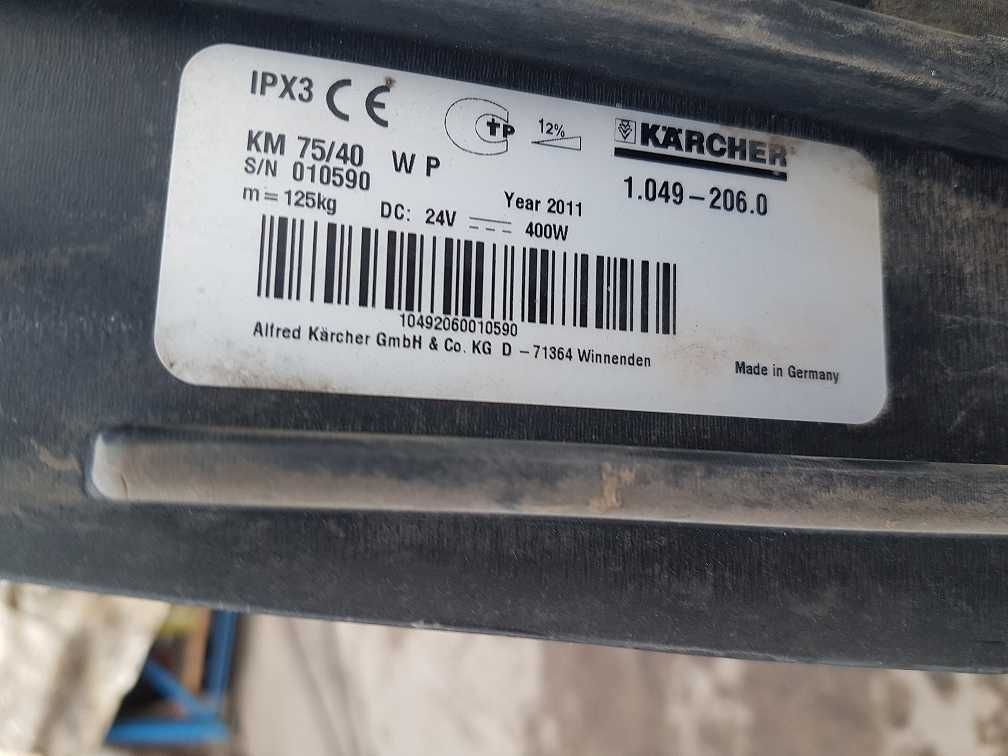 IPX3 CE
tP
12%
KÄRCHER
KM 75/40 W P
1.049-206.0
S/N 010590
m = 125kg
Year 2011
DC: 24V 400W
10492060010590
Alfred Kärcher GmbH & Co. KG D - 71364 Winnenden
Made in Germany